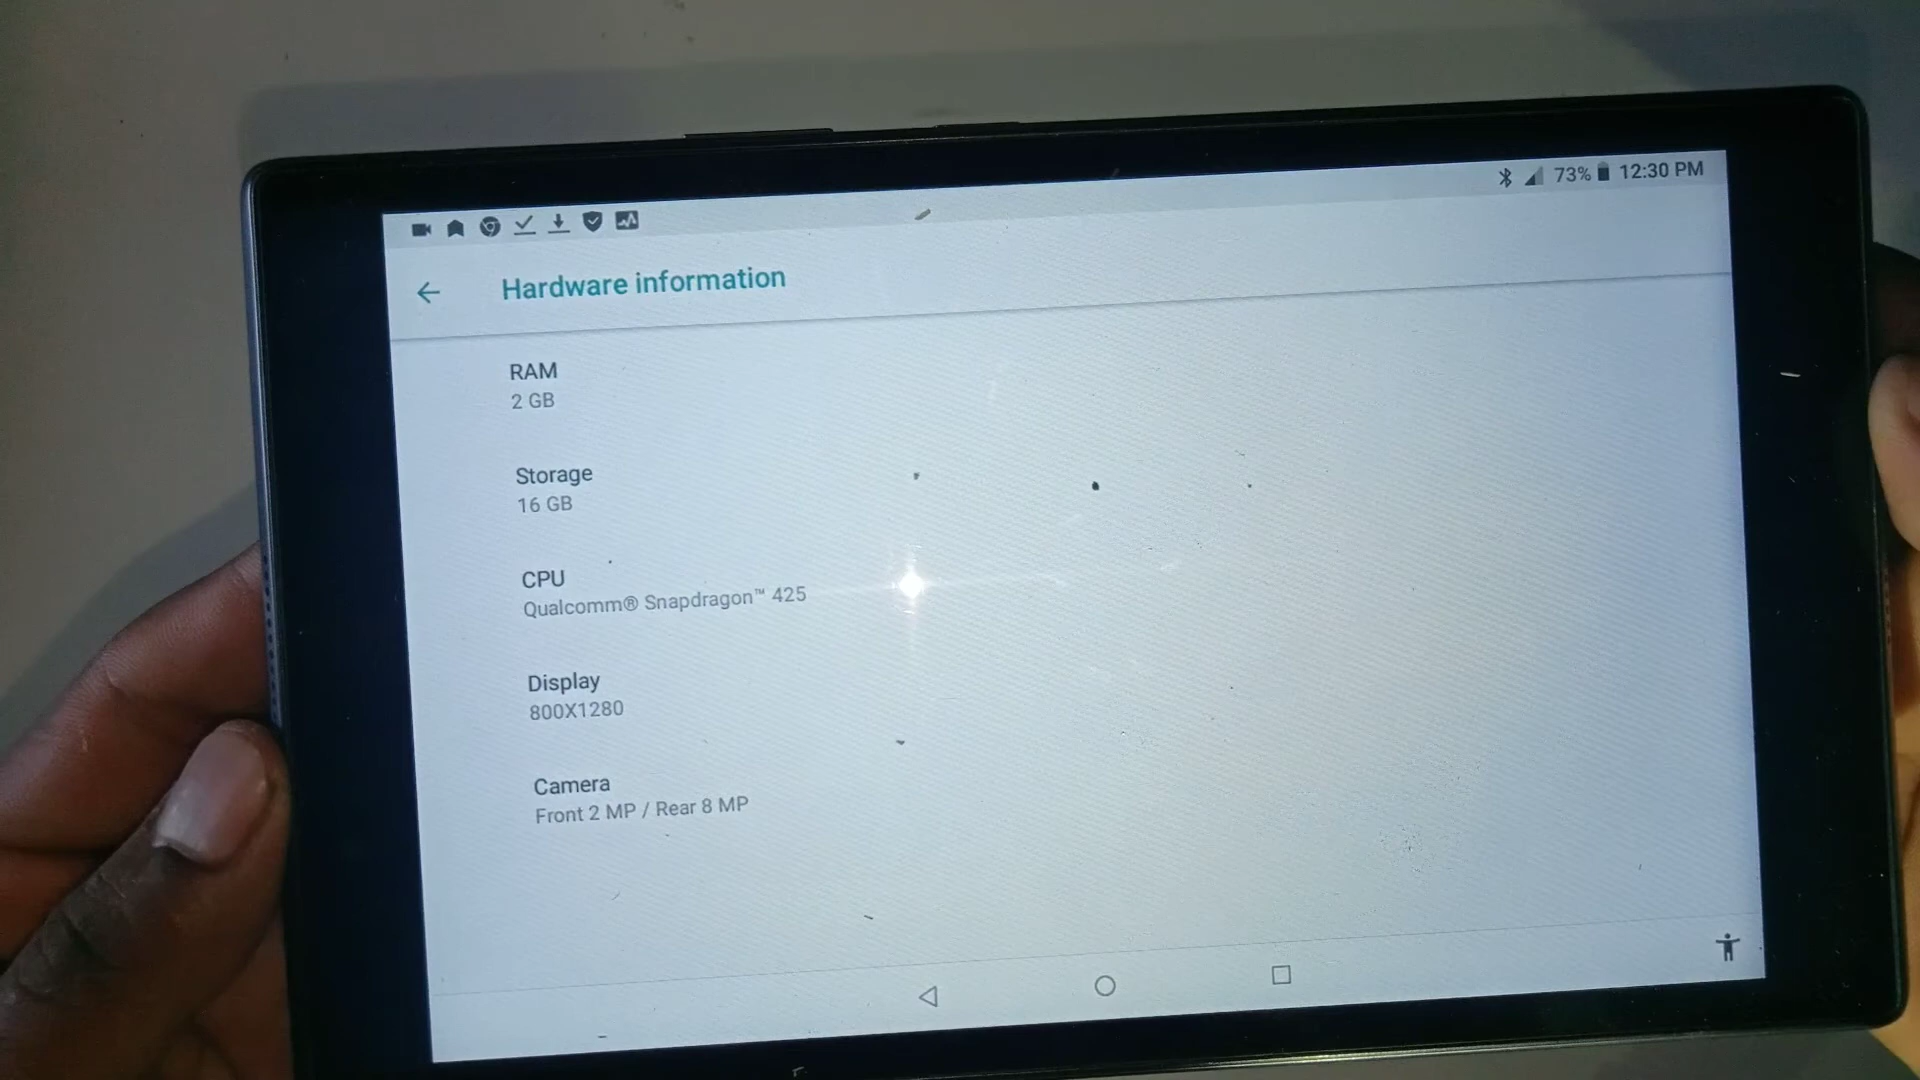 73% 12:30 PM
Hardware information
RAM
2 GB
Storage
16 GB
CPU
Qualcomm® Snapdragon™ 425
Display
800X1280
Camera
Front 2 MP / Rear 8 MP